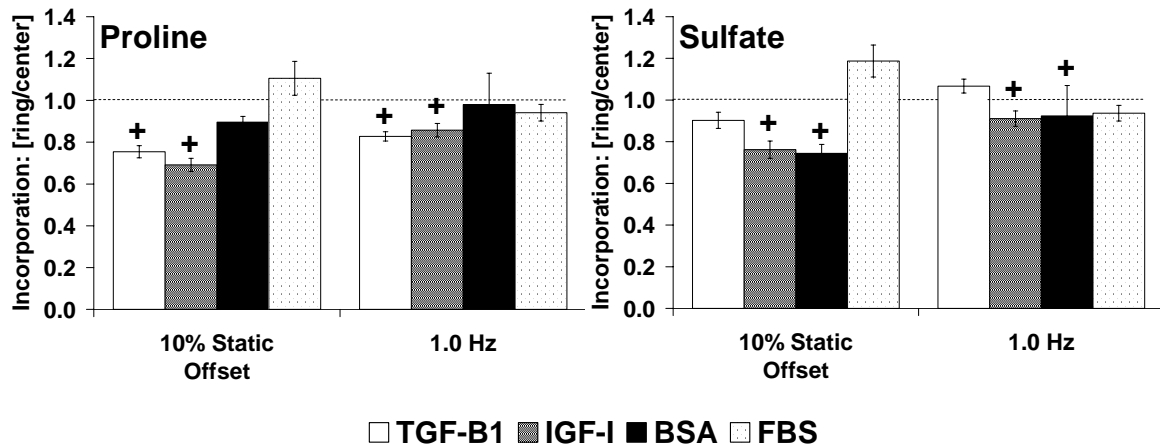 Proline
Incorporation: [ring/center]
1.4
1.2
1.0
0.8
0.6
0.4
0.2
0.0
+
+
+
+
10% Static
Offset
1.0 Hz
Sulfate
Incorporation: [ring/center]
1.4
1.2
1.0
0.8
0.6
0.4
0.2
0.0
+
+
+
+
10% Static
Offset
1.0 Hz
TGF-B1 IGF-I BSA FBS